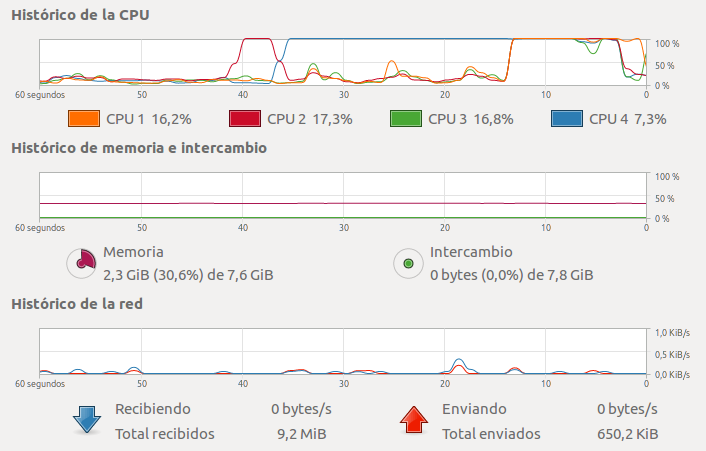 Histórico de la CPU
100 %
50 %
0 %
60 segundos 50 40 30 20 10 0
CPU 1 16,2% CPU 2 17,3% CPU 3 16,8% CPU 4 7,3%
Histórico de memoria e intercambio
100 %
50 %
0 %
60 segundos 50 40 30 20 10 0
Memoria Intercambio
2,3 GiB (30,6%) de 7,6 GiB 0 bytes (0,0%) de 7,8 GiB
Histórico de la red
1,0 KiB/s
0,5 KiB/s
0,0 KiB/s
60 segundos 50 40 30 20 10 0
Recibiendo 0 bytes/s Enviando 0 bytes/s
Total recibidos 9,2 MiB Total enviados 650,2 KiB